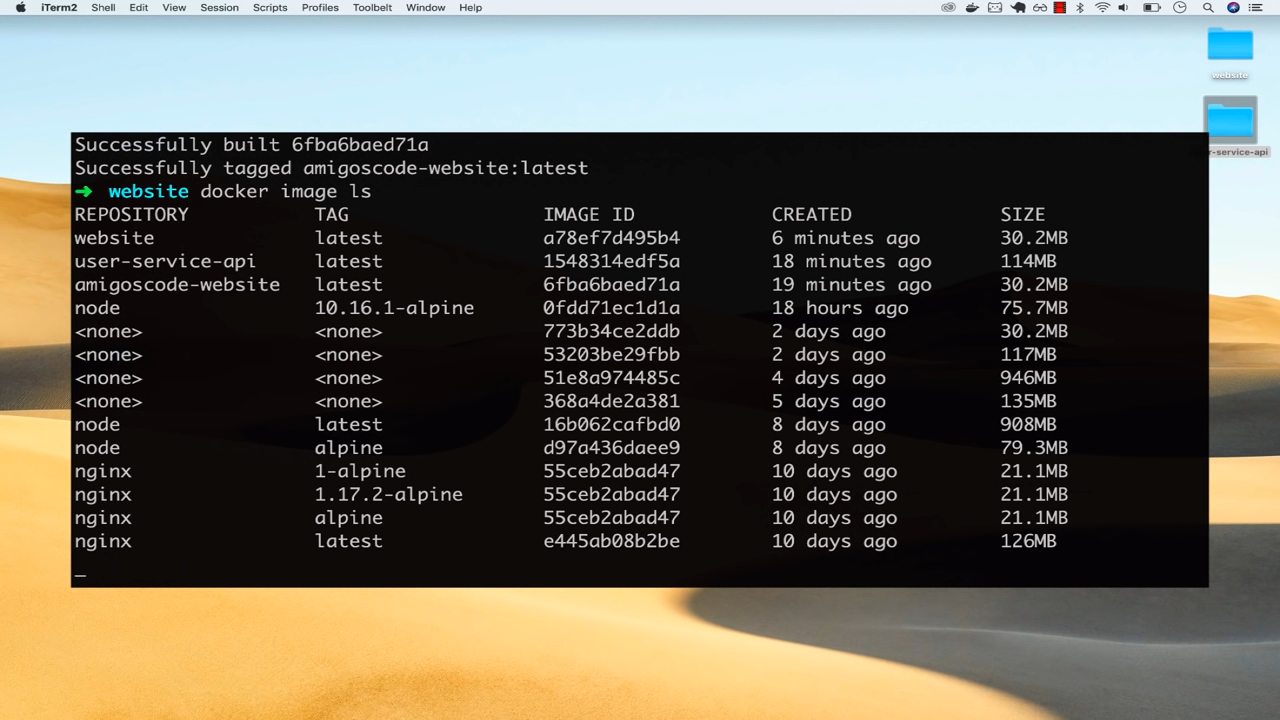 iTerm2 Shell Edit View Session Scripts Profiles Toolbelt Window Help
website
r-service-api
Successfully built 6fba6baed71a
Successfully tagged amigoscode-website:latest
➜ website docker image ls
REPOSITORY TAG IMAGE ID CREATED SIZE
website latest a78ef7d495b4 6 minutes ago 30.2MB
user-service-api latest 1548314edf5a 18 minutes ago 114MB
amigoscode-website latest 6fba6baed71a 19 minutes ago 30.2MB
node 10.16.1-alpine 0fdd71ec1d1a 18 hours ago 75.7MB
<none> <none> 773b34ce2ddb 2 days ago 30.2MB
<none> <none> 53203be29fbb 2 days ago 117MB
<none> <none> 51e8a974485c 4 days ago 946MB
<none> <none> 368a4de2a381 5 days ago 135MB
node latest 16b062cafbd0 8 days ago 908MB
node alpine d97a436daee9 8 days ago 79.3MB
nginx 1-alpine 55ceb2abad47 10 days ago 21.1MB
nginx 1.17.2-alpine 55ceb2abad47 10 days ago 21.1MB
nginx alpine 55ceb2abad47 10 days ago 21.1MB
nginx latest e445ab08b2be 10 days ago 126MB